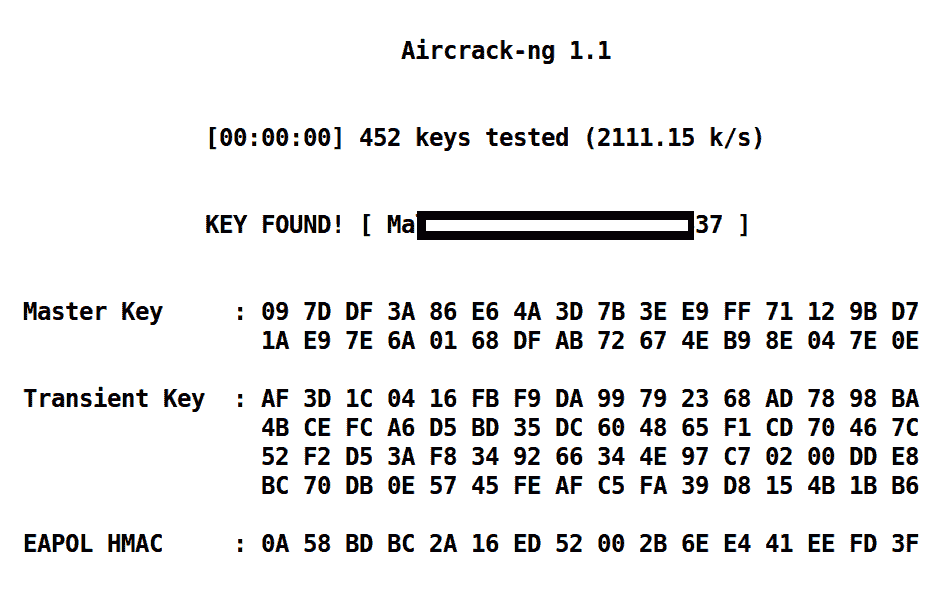 Aircrack-ng 1.1
[00:00:00] 452 keys tested (2111.15 k/s)
KEY FOUND! [ Ma 37 ]
Master Key : 09 7D DF 3A 86 E6 4A 3D 7B 3E E9 FF 71 12 9B D7
1A E9 7E 6A 01 68 DF AB 72 67 4E B9 8E 04 7E 0E
Transient Key : AF 3D 1C 04 16 FB F9 DA 99 79 23 68 AD 78 98 BA
4B CE FC A6 D5 BD 35 DC 60 48 65 F1 CD 70 46 7C
52 F2 D5 3A F8 34 92 66 34 4E 97 C7 02 00 DD E8
BC 70 DB 0E 57 45 FE AF C5 FA 39 D8 15 4B 1B B6
EAPOL HMAC : 0A 58 BD BC 2A 16 ED 52 00 2B 6E E4 41 EE FD 3F